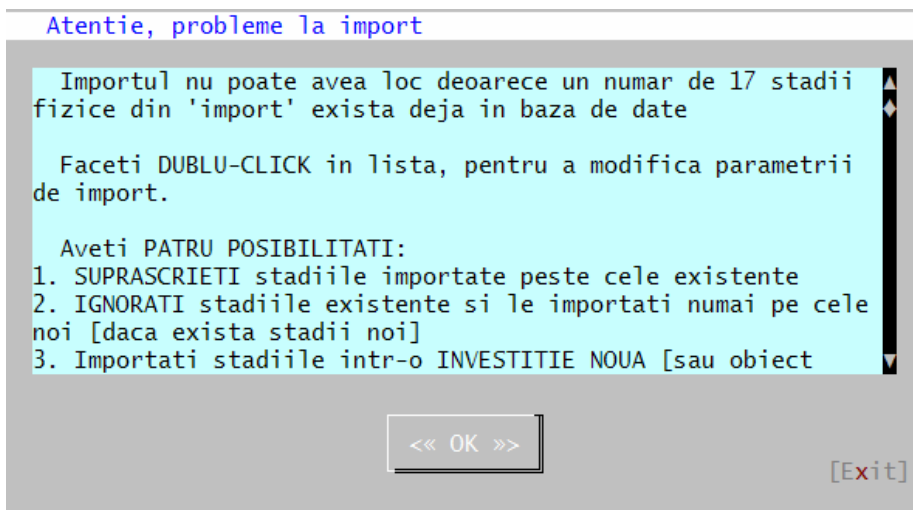 Atentie, probleme la import
Importul nu poate avea loc deoarece un numar de 17 stadii
fizice din 'import' exista deja in baza de date
Faceti DUBLU-CLICK in lista, pentru a modifica parametrii
de import.
Aveti PATRU POSIBILITATI:
1. SUPRASCRIETI stadiile importate peste cele existente
2. IGNORATI stadiile existente si le importati numai pe cele
noi [daca exista stadii noi]
3. Importati stadiile intr-o INVESTITIE NOUA [sau obiect
<« OK »>
[Exit]